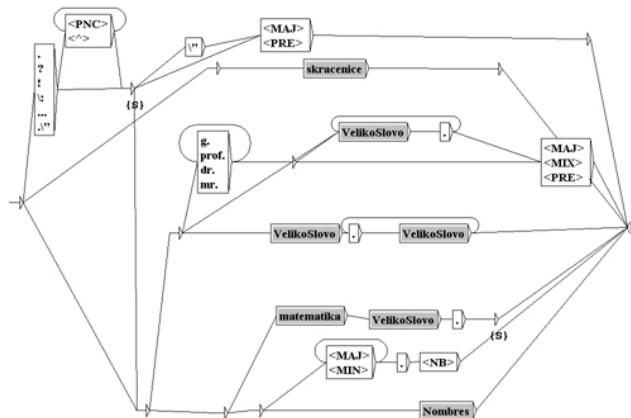 <PNC>
<^>
.
?
!
\:
...
.\"
{S}
\"
<MAJ>
<PRE>
skracenice
g.
prof.
dr.
mr.
VelikoSlovo
.
<MAJ>
<MIX>
<PRE>
VelikoSlovo
.
VelikoSlovo
matematika
VelikoSlovo
.
{S}
<MAJ>
<MIN>
.
<NB>
Nombres